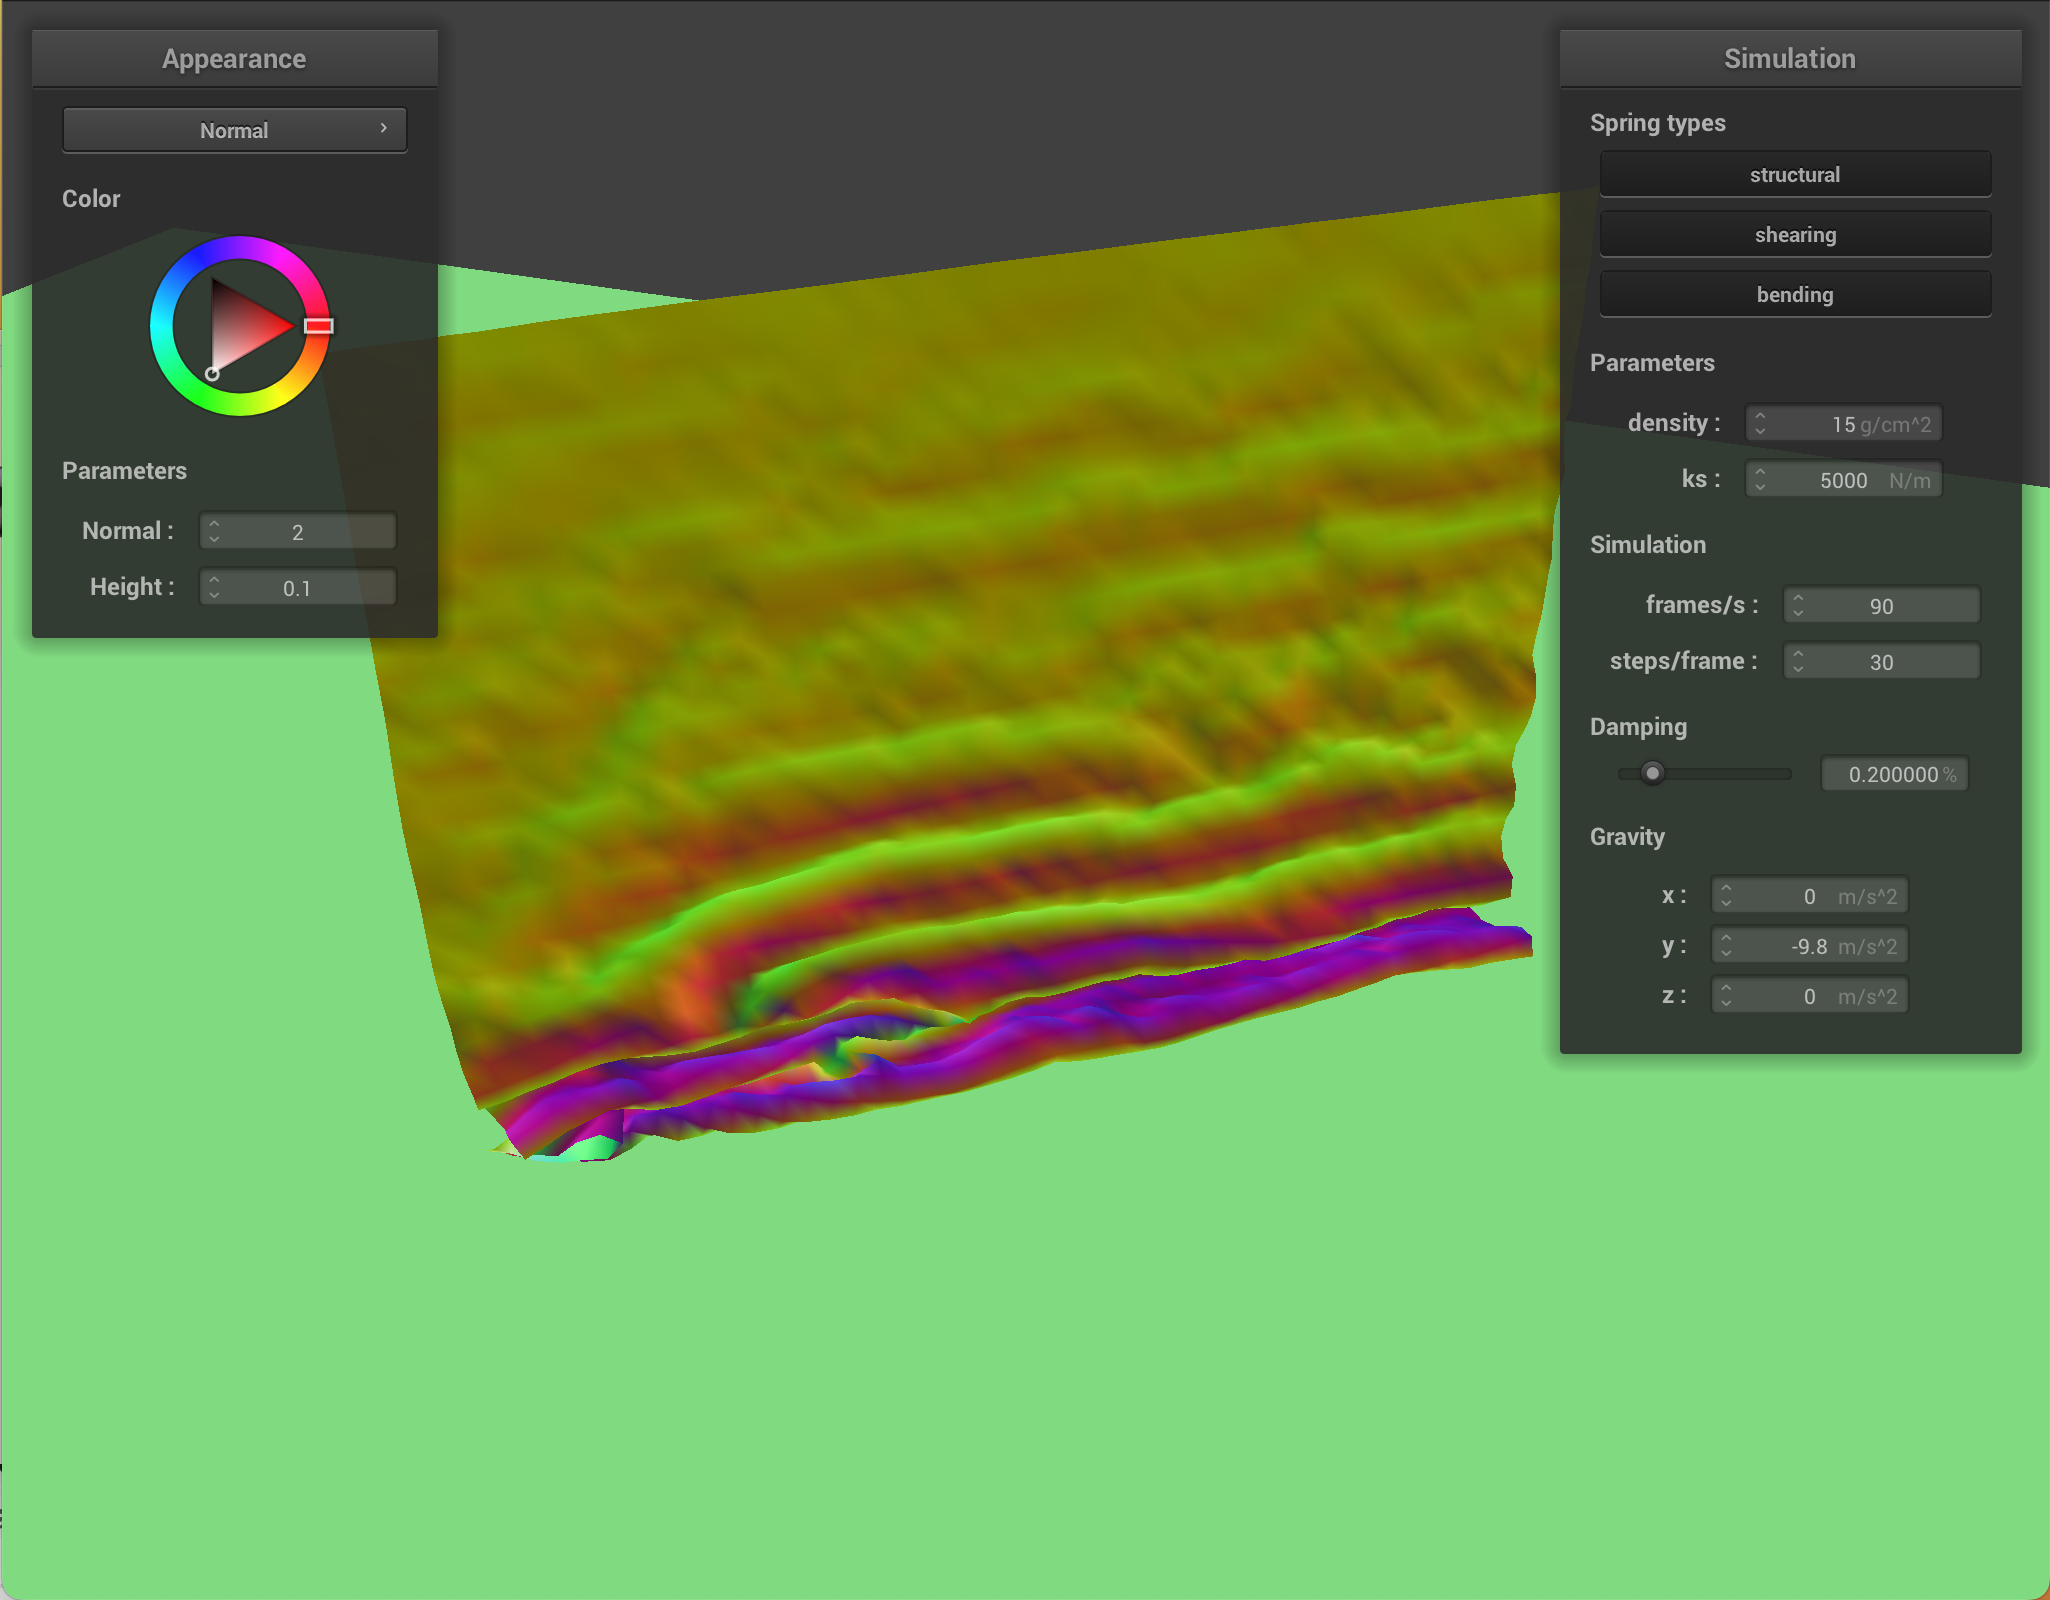 Appearance
Normal
Color
Parameters
Normal : 2
Height : 0.1
Simulation
Spring types
structural
shearing
bending
Parameters
density : 15 g/cm^2
ks : 5000 N/m
Simulation
frames/s : 90
steps/frame : 30
Damping
0.200000 %
Gravity
x : 0 m/s^2
y : -9.8 m/s^2
z : 0 m/s^2